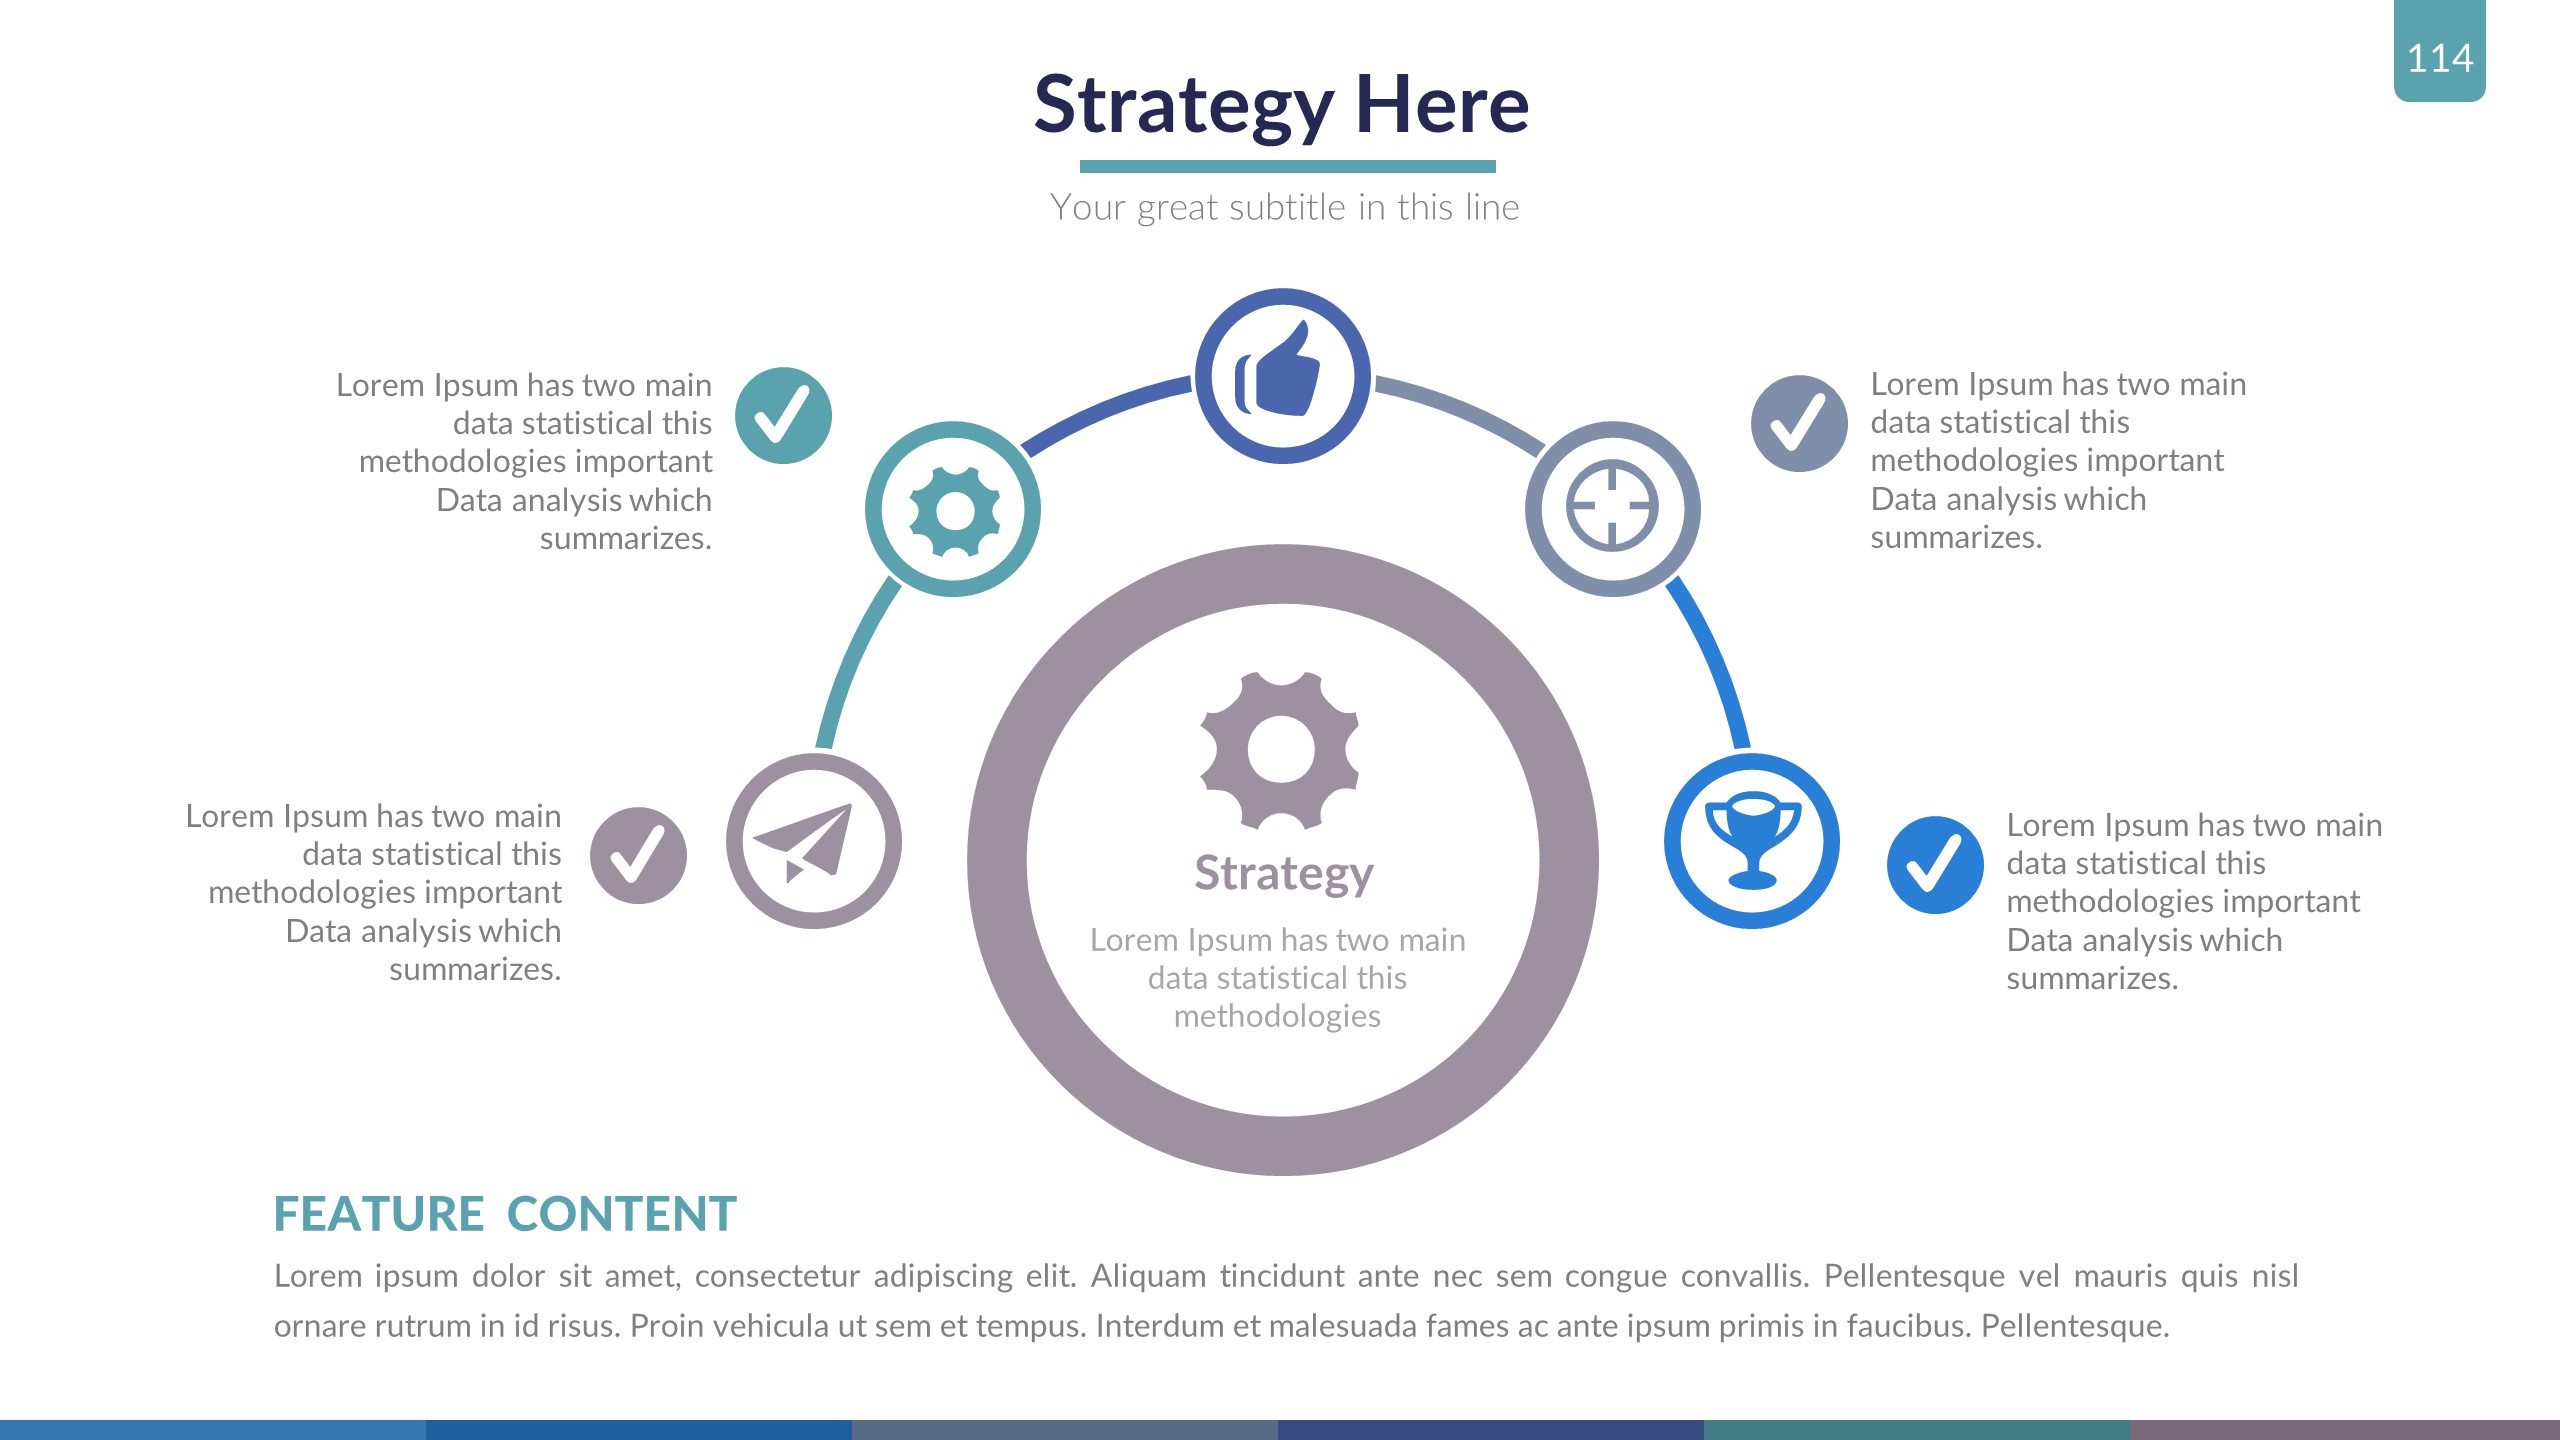 114
Strategy Here
Your great subtitle in this line
Lorem Ipsum has two main
data statistical this
methodologies important
Data analysis which
summarizes.
Lorem Ipsum has two main
data statistical this
methodologies important
Data analysis which
summarizes.
Lorem Ipsum has two main
data statistical this
methodologies important
Data analysis which
summarizes.
Strategy
Lorem Ipsum has two main
data statistical this
methodologies
Lorem Ipsum has two main
data statistical this
methodologies important
Data analysis which
summarizes.
FEATURE CONTENT
Lorem ipsum dolor sit amet, consectetur adipiscing elit. Aliquam tincidunt ante nec sem congue convallis. Pellentesque vel mauris quis nisl
ornare rutrum in id risus. Proin vehicula ut sem et tempus. Interdum et malesuada fames ac ante ipsum primis in faucibus. Pellentesque.